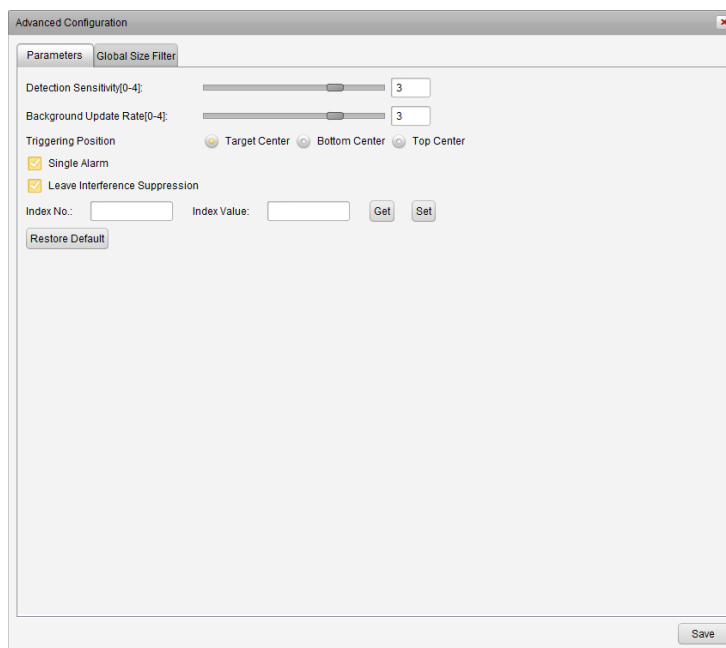 Advanced Configuration
Parameters Global Size Filter
Detection Sensitivity[0-4]: 3
Background Update Rate[0-4]: 3
Triggering Position Target Center Bottom Center Top Center
Single Alarm
Leave Interference Suppression
Index No.: Index Value: Get Set
Restore Default
Save